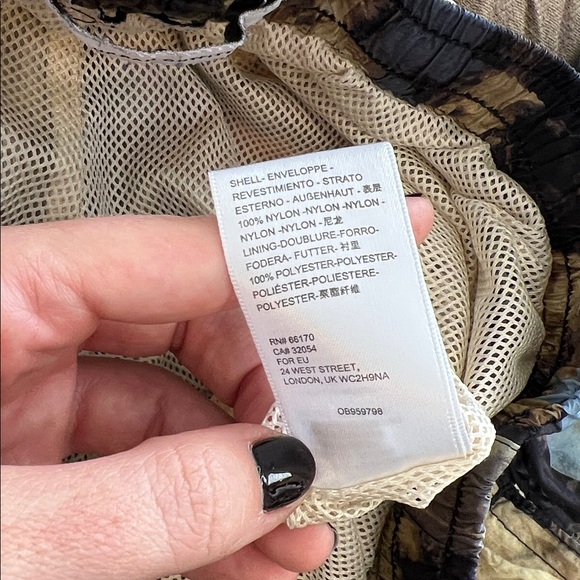 SHELL- ENVELOPPE -
REVESTIMIENTO - STRATO
ESTERNO - AUGENHAUT - 表层
100% NYLON -NYLON -NYLON -
NYLON -NYLON - 尼龙
LINING-DOUBLURE-FORRO-
FODERA- FUTTER- 衬里
100% POLYESTER-POLYESTER-
POLIÉSTER-POLIESTERE-
POLYESTER-聚酯纤维
RN# 66170
CA# 32054
FOR EU
24 WEST STREET,
LONDON, UK WC2H9NA
OB959798